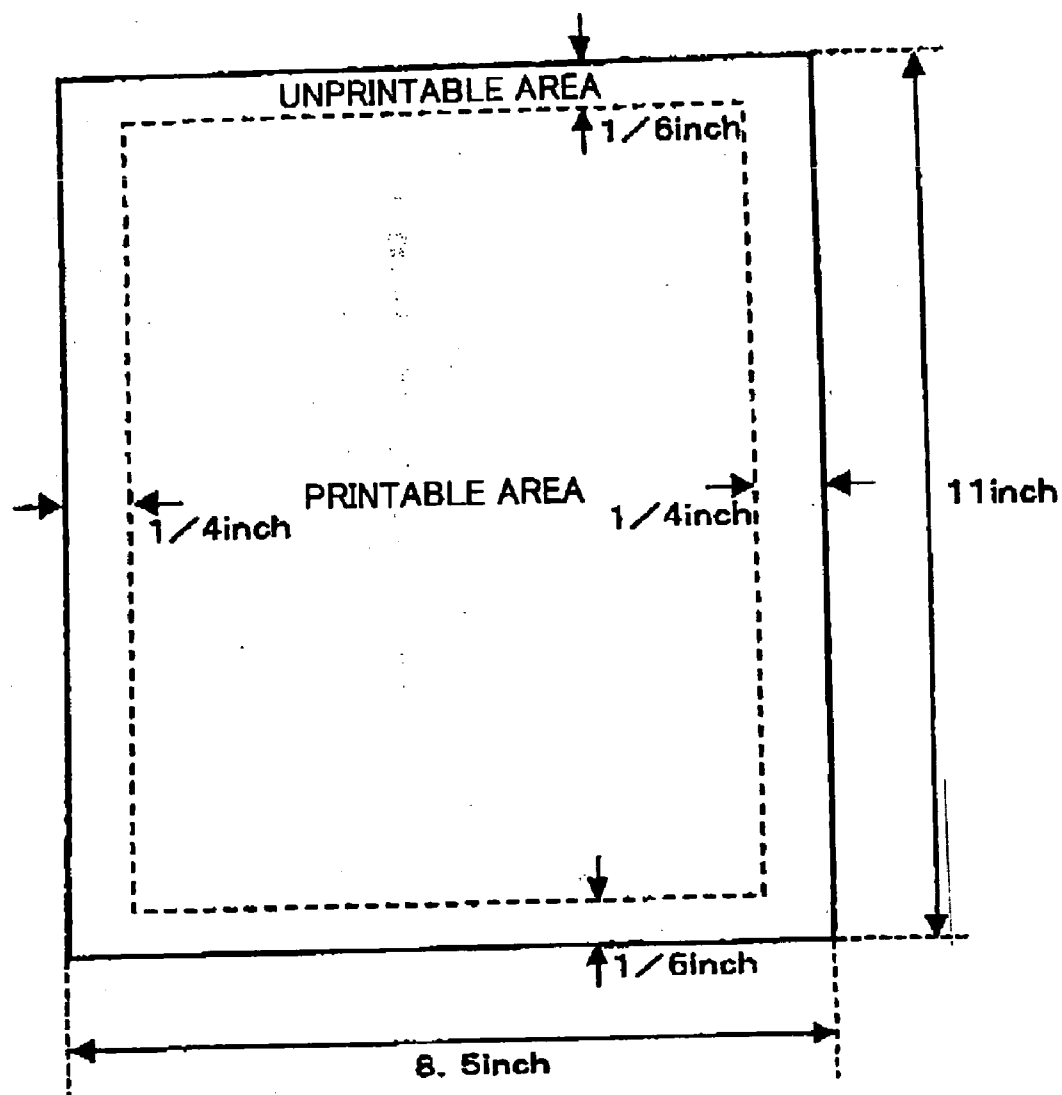 UNPRINTABLE AREA
1/6inch
PRINTABLE AREA
1/4inch
1/4inch
11inch
1/6inch
8. 5inch